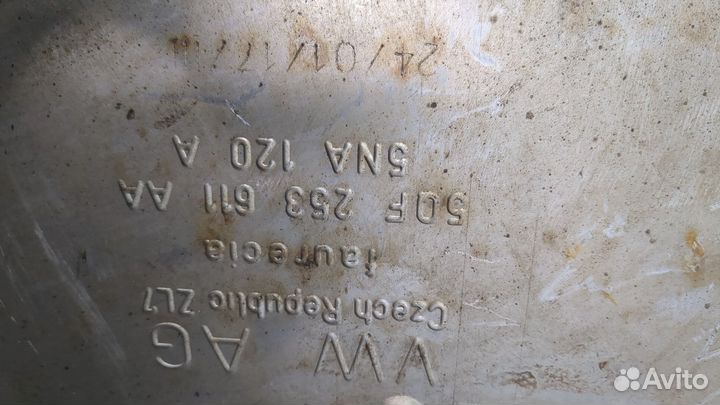 VW AG
Czech Republic ZL7
faurecia
5QF 253 611 AA
5NA 120 A
24/01/17/
Avito